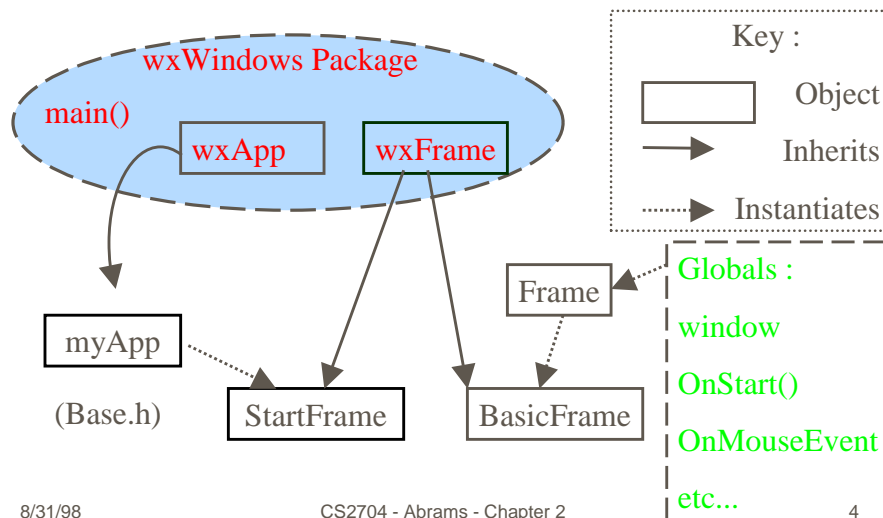 wxWindows Package
main()
wxApp
wxFrame
Key :
Object
Inherits
Instantiates
Frame
Globals :
window
OnStart()
OnMouseEvent
etc...
myApp
(Base.h)
StartFrame
BasicFrame
8/31/98
CS2704 - Abrams - Chapter 2
4